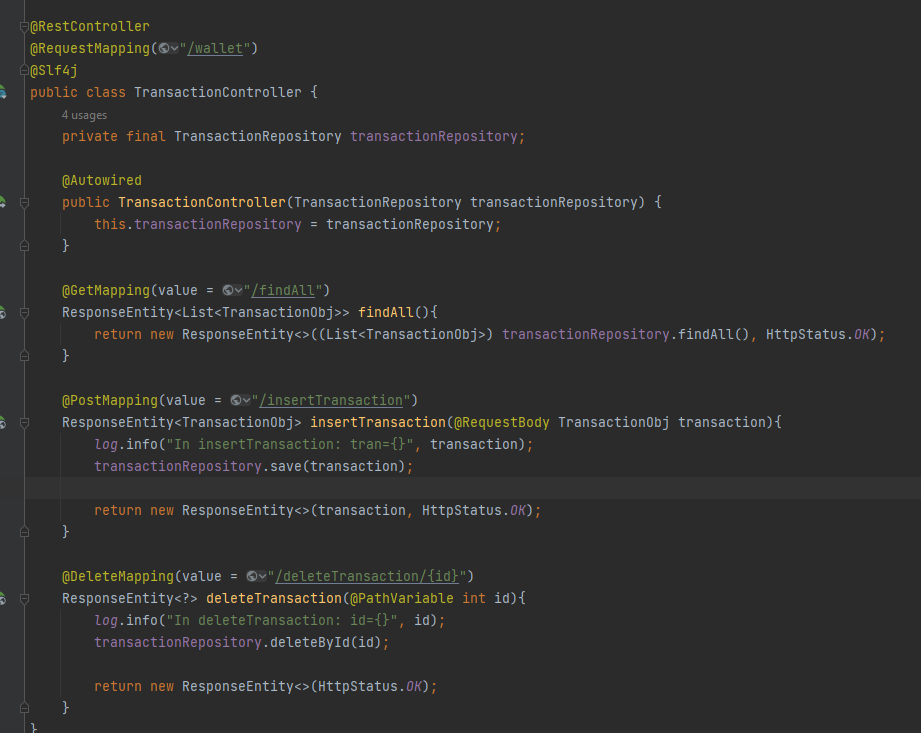 @RestController
@RequestMapping("/wallet")
@Slf4j
public class TransactionController {
4 usages
private final TransactionRepository transactionRepository;
@Autowired
public TransactionController(TransactionRepository transactionRepository) {
this.transactionRepository = transactionRepository;
}
@GetMapping(value = "/findAll")
ResponseEntity<List<TransactionObj>> findAll(){
return new ResponseEntity<>((List<TransactionObj>) transactionRepository.findAll(), HttpStatus.OK);
}
@PostMapping(value = "/insertTransaction")
ResponseEntity<TransactionObj> insertTransaction(@RequestBody TransactionObj transaction){
log.info("In insertTransaction: tran={}", transaction);
transactionRepository.save(transaction);
return new ResponseEntity<>(transaction, HttpStatus.OK);
}
@DeleteMapping(value = "/deleteTransaction/{id}")
ResponseEntity<?> deleteTransaction(@PathVariable int id){
log.info("In deleteTransaction: id={}", id);
transactionRepository.deleteById(id);
return new ResponseEntity<>(HttpStatus.OK);
}
}